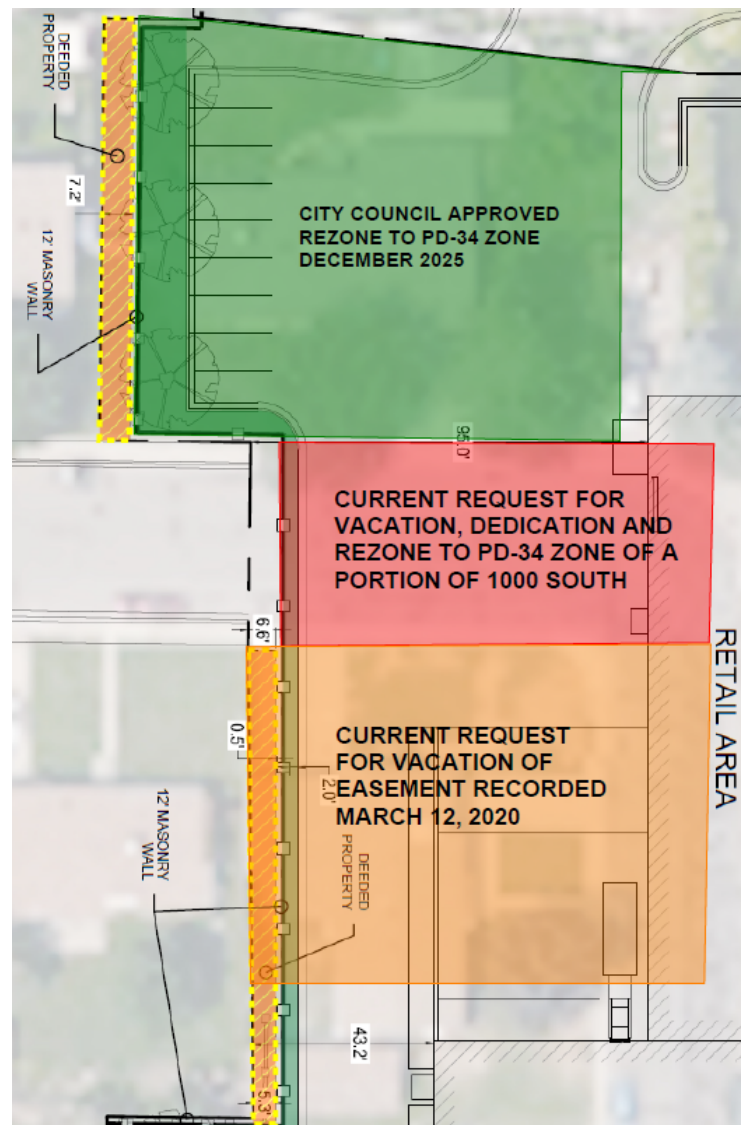 DEEDED
PROPERTY
7.2'
12' MASONRY
WALL
CITY COUNCIL APPROVED
REZONE TO PD-34 ZONE
DECEMBER 2025
95.0'
CURRENT REQUEST FOR
VACATION, DEDICATION AND
REZONE TO PD-34 ZONE OF A
PORTION OF 1000 SOUTH
6.6'
RETAIL AREA
0.5'
CURRENT REQUEST
FOR VACATION OF
EASEMENT RECORDED
MARCH 12, 2020
2.0'
12' MASONRY
WALL
DEEDED
PROPERTY
43.2'
5.3'